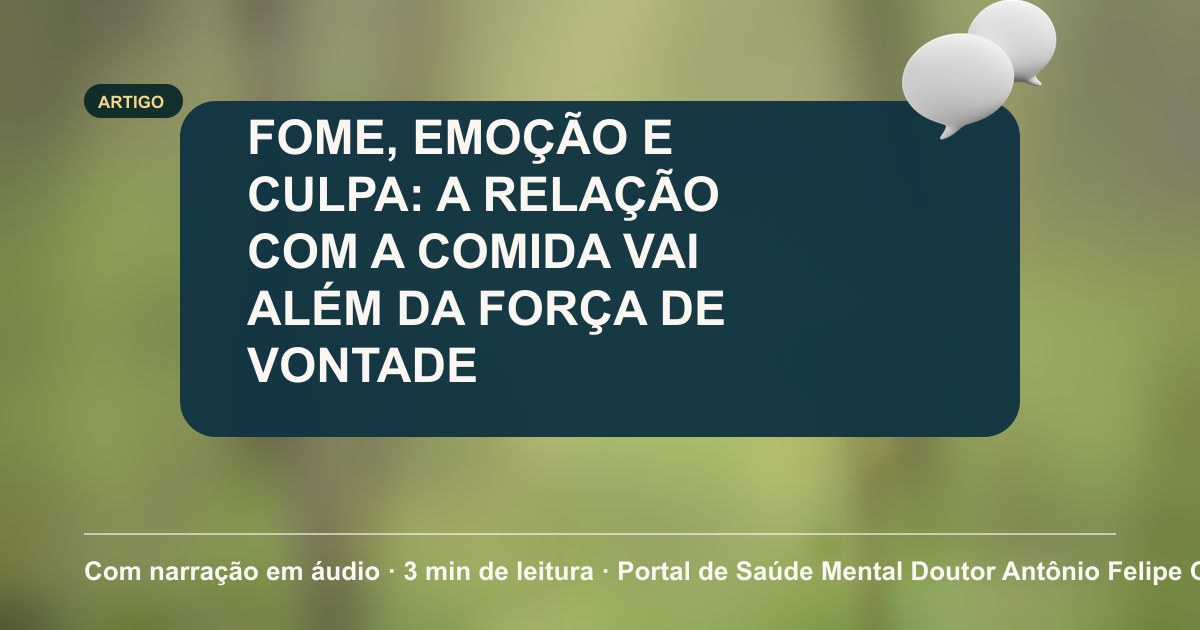 ARTIGO
FOME, EMOÇÃO E
CULPA: A RELAÇÃO
COM A COMIDA VAI
ALÉM DA FORÇA DE
VONTADE
Com narração em áudio · 3 min de leitura · Portal de Saúde Mental Doutor Antônio Felipe